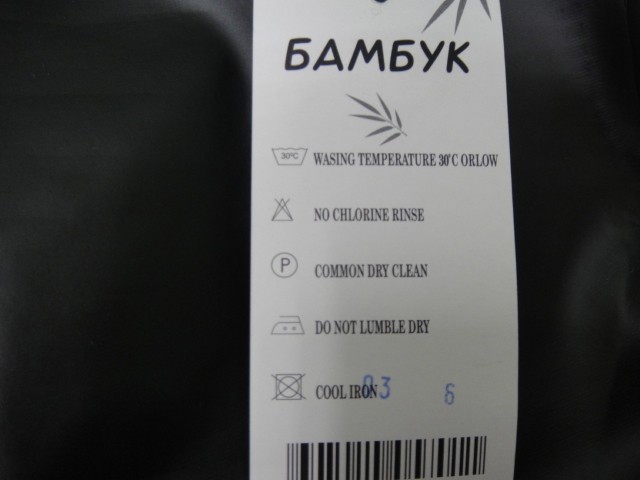 БАМБУК
30°C WASING TEMPERATURE 30°C ORLOW
NO CHLORINE RINSE
P COMMON DRY CLEAN
DO NOT LUMBLE DRY
COOL IRON 03 6